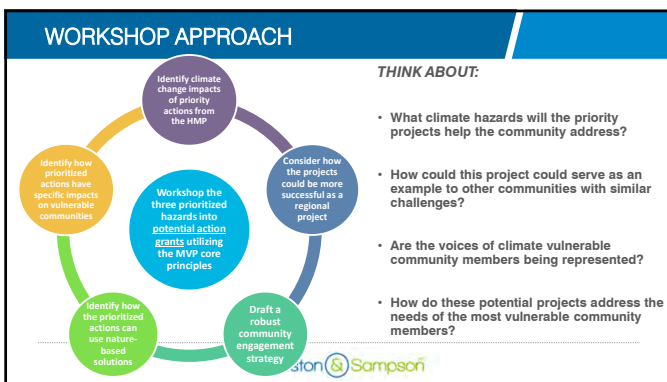 WORKSHOP APPROACH
Identify climate
change impacts
of priority
actions from
the HMP
Consider how
the projects
could be more
successful as a
regional
project
Draft a
robust
community
engagement
strategy
Identify how
the prioritized
actions can
use nature-
based
solutions
Identify how
prioritized
actions have
specific impacts
on vulnerable
communities
Workshop the
three prioritized
hazards into
potential action
grants utilizing
the MVP core
principles
THINK ABOUT:
• What climate hazards will the priority
projects help the community address?
• How could this project could serve as an
example to other communities with similar
challenges?
• Are the voices of climate vulnerable
community members being represented?
• How do these potential projects address the
needs of the most vulnerable community
members?
ston & Sampson